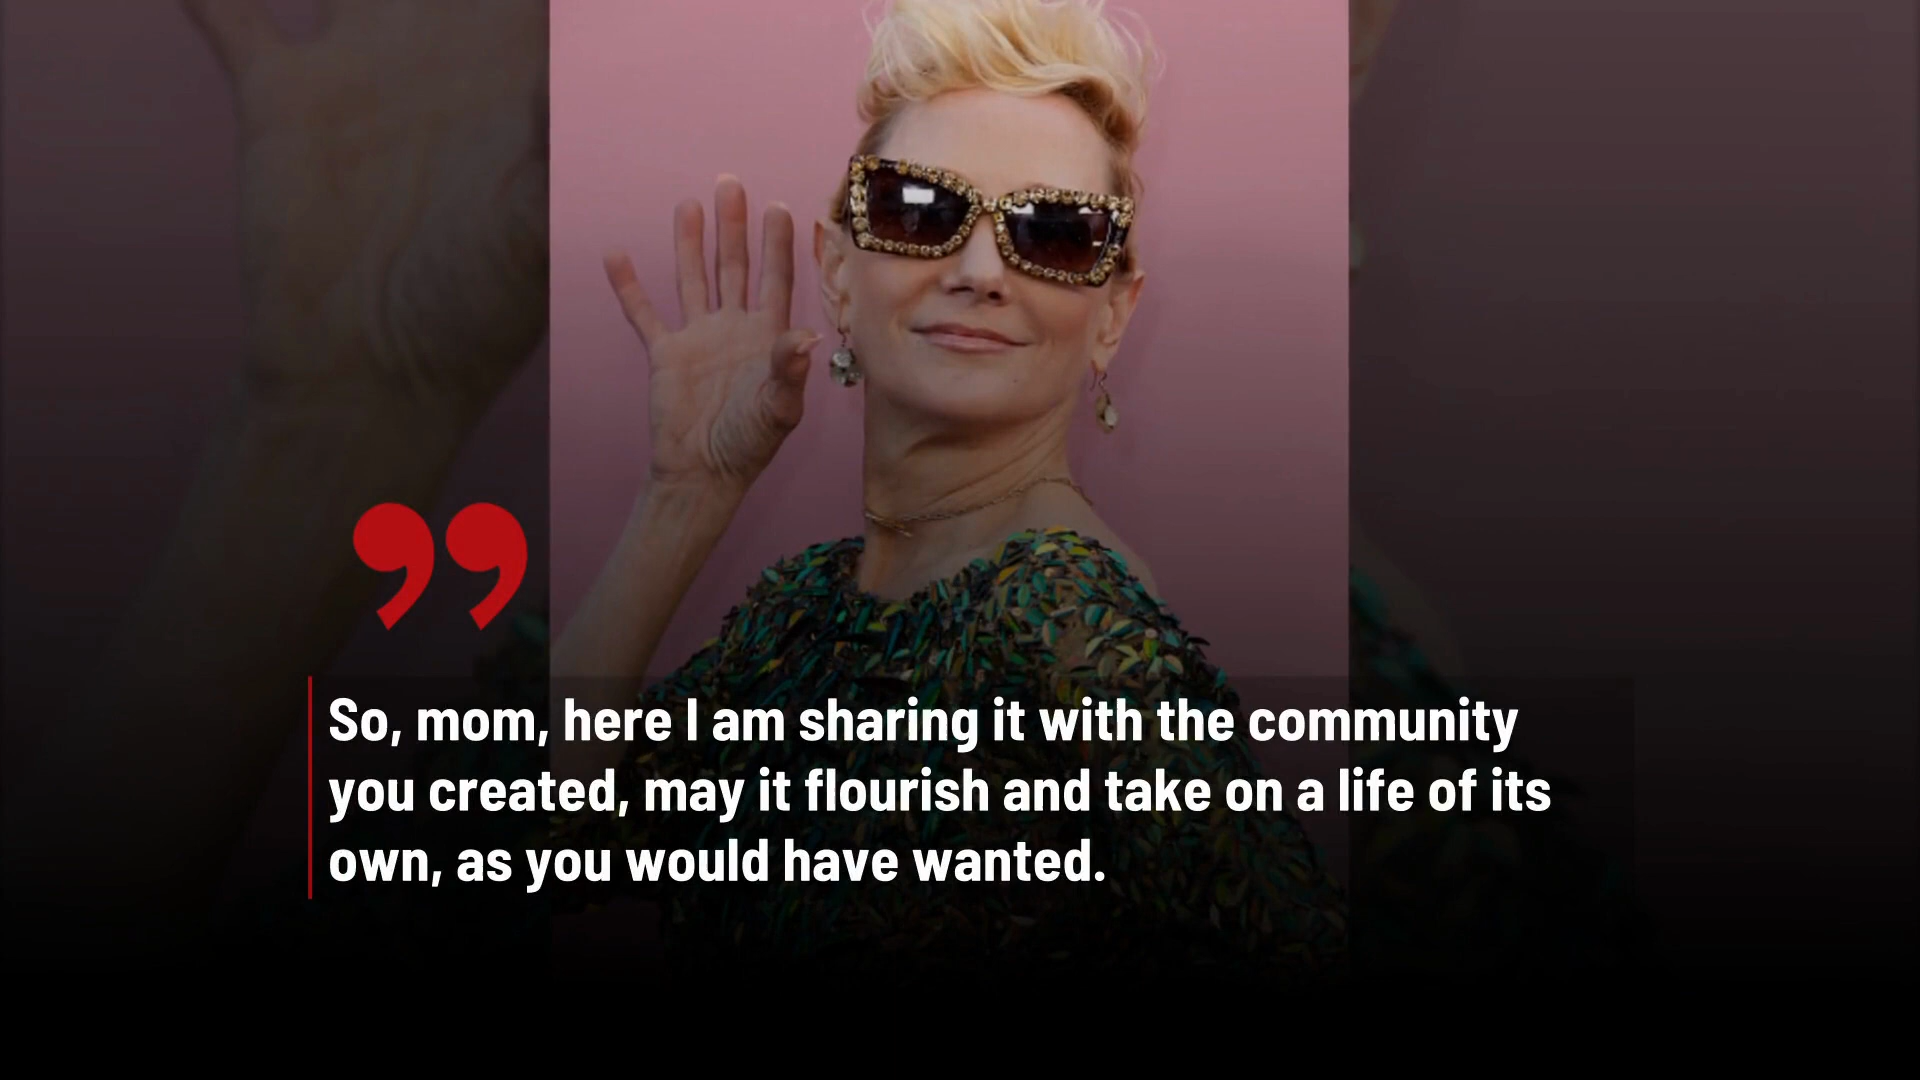 So, mom, here I am sharing it with the community
you created, may it flourish and take on a life of its
own, as you would have wanted.